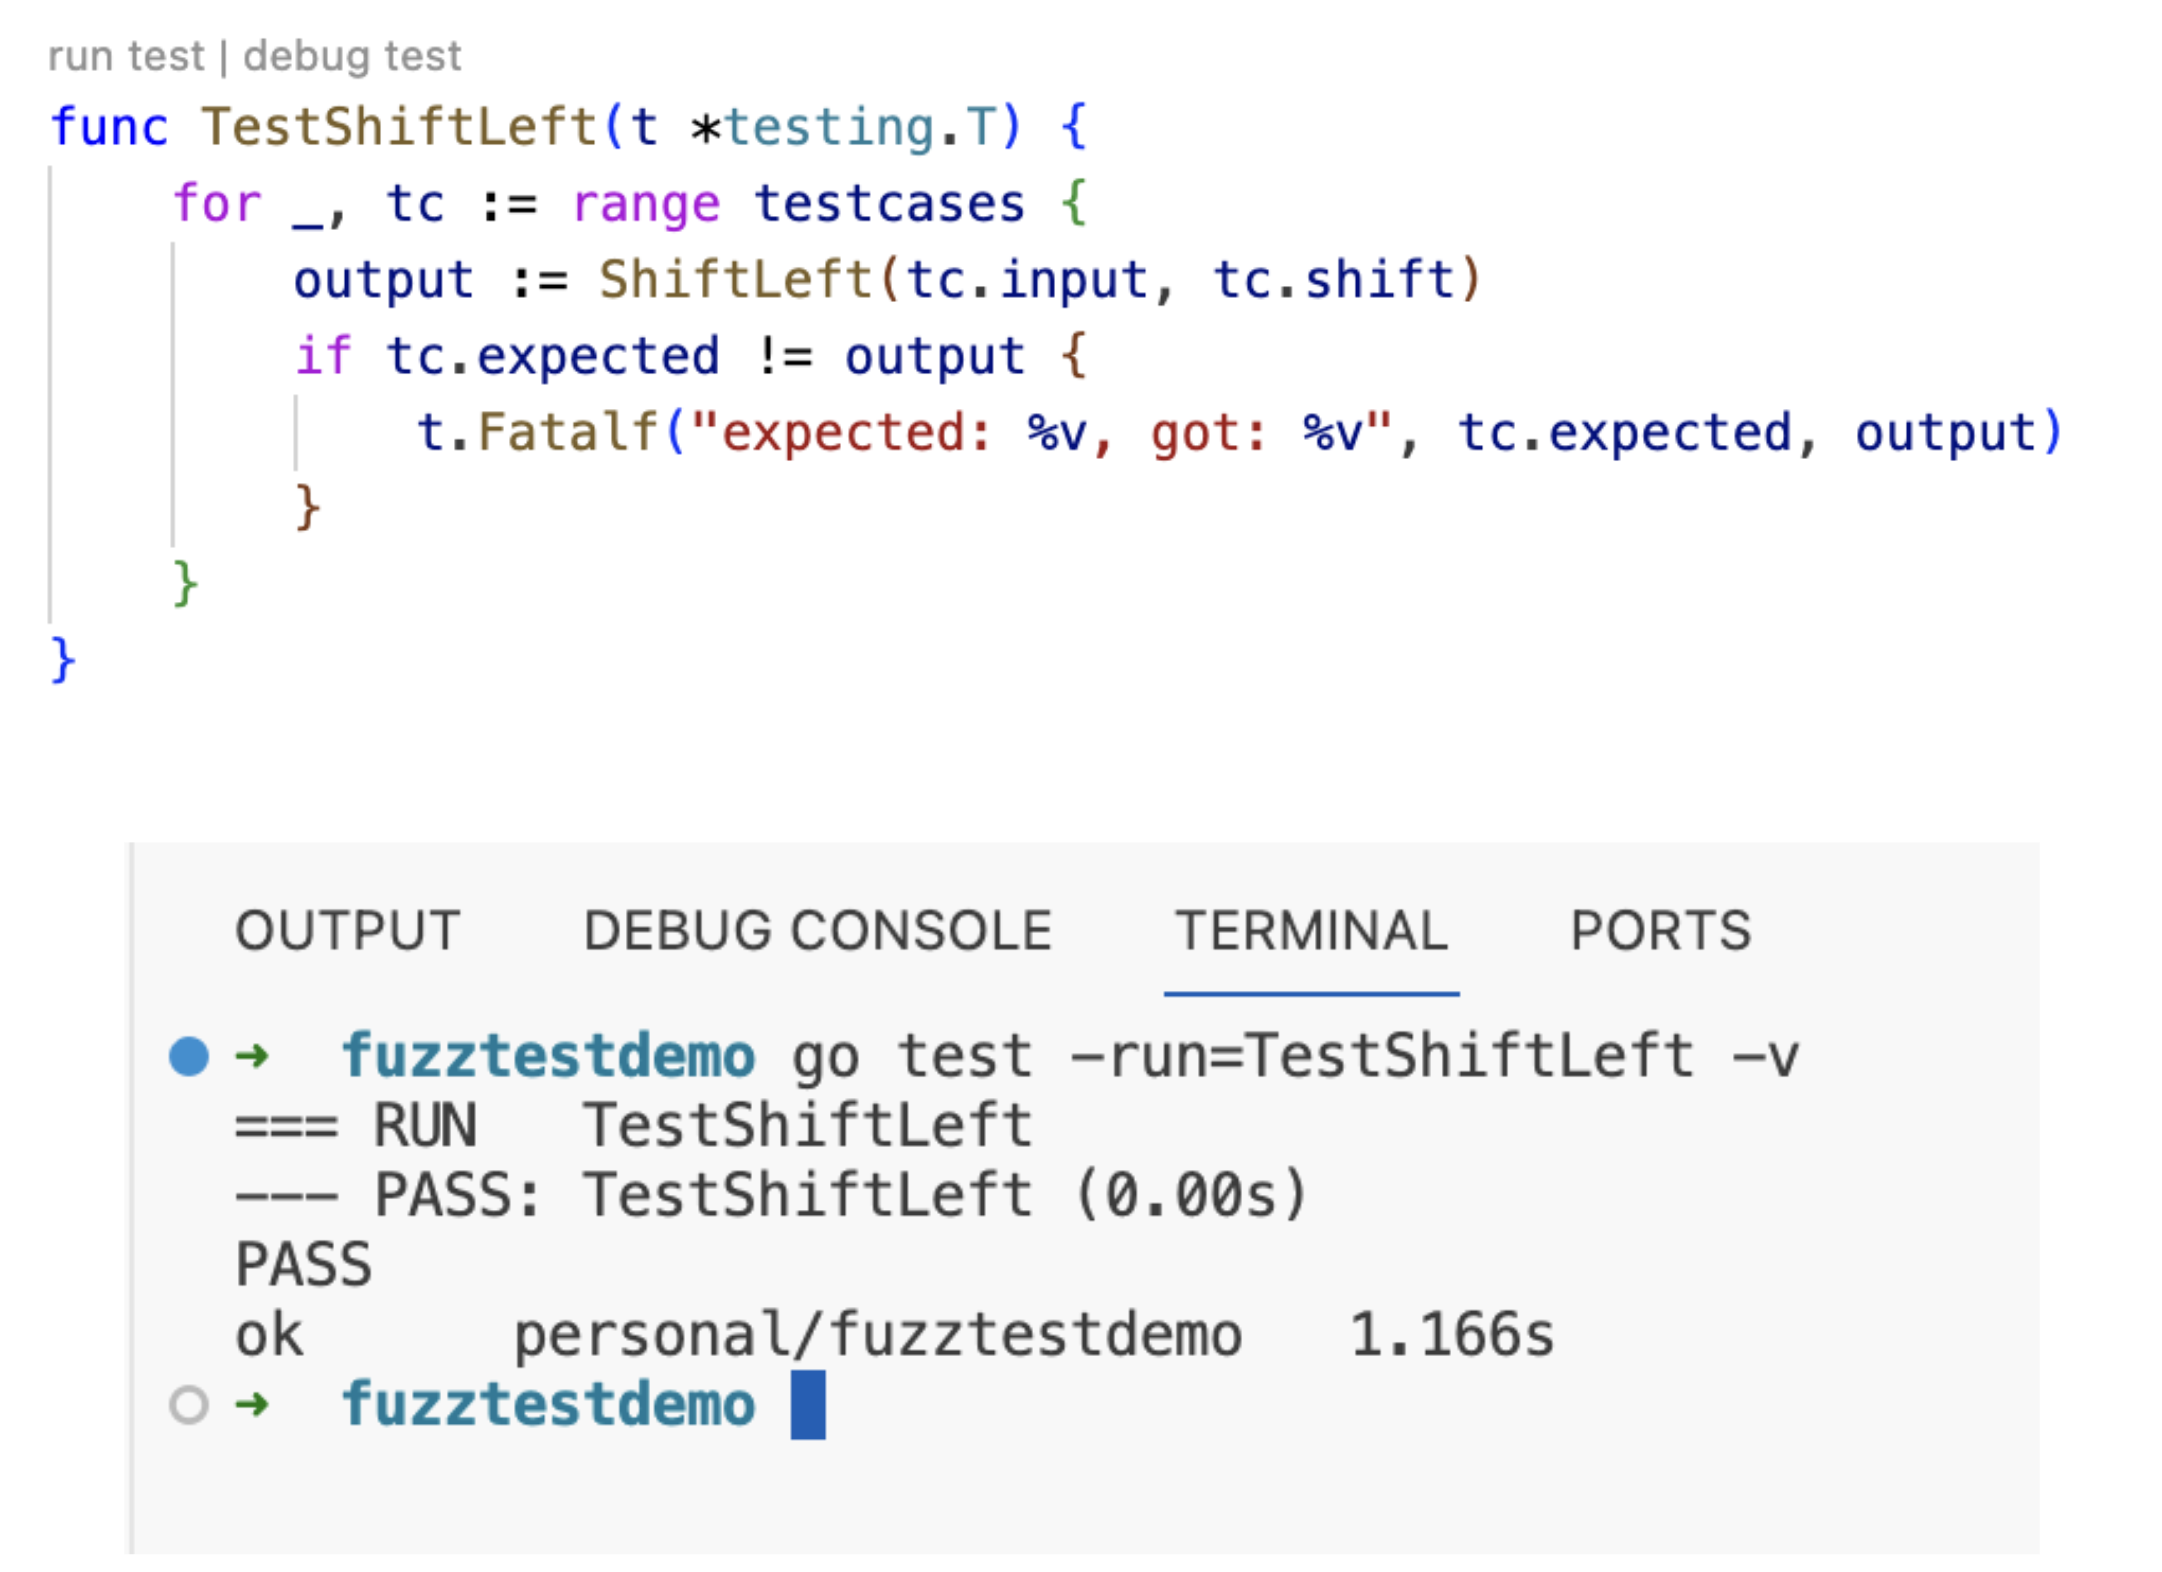 run test | debug test
func TestShiftLeft(t *testing.T) {
    for _, tc := range testcases {
        output := ShiftLeft(tc.input, tc.shift)
        if tc.expected != output {
            t.Fatalf("expected: %v, got: %v", tc.expected, output)
        }
    }
}
OUTPUT DEBUG CONSOLE TERMINAL PORTS
➜ fuzztestdemo go test -run=TestShiftLeft -v
=== RUN   TestShiftLeft
--- PASS: TestShiftLeft (0.00s)
PASS
ok      personal/fuzztestdemo   1.166s
➜ fuzztestdemo